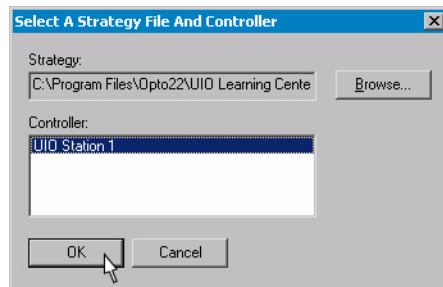 Select A Strategy File And Controller
Strategy:
C:\Program Files\Opto22\UIO Learning Cente
Browse...
Controller:
UIO Station 1
OK
Cancel